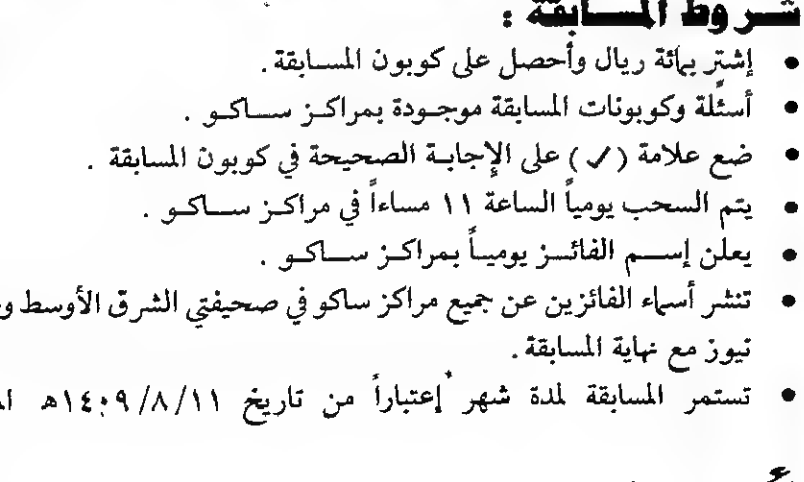 شروط المسابقة :
• إشتر بمائة ريال وأحصل على كوبون المسابقة .
• أسئلة وكوبونات المسابقة موجودة بمراكز ساكو .
• ضع علامة ( ✓ ) على الإجابة الصحيحة في كوبون المسابقة .
• يتم السحب يومياً الساعة ١١ مساءاً في مراكز ساكو .
• يعلن إسم الفائز يومياً بمراكز ساكو .
• تنشر أسماء الفائزين عن جميع مراكز ساكو في صحيفتي الشرق الأوسط
نيوز مع نهاية المسابقة .
• تستمر المسابقة لمدة شهر إعتباراً من تاريخ ١٤٠٩/٨/١١هـ